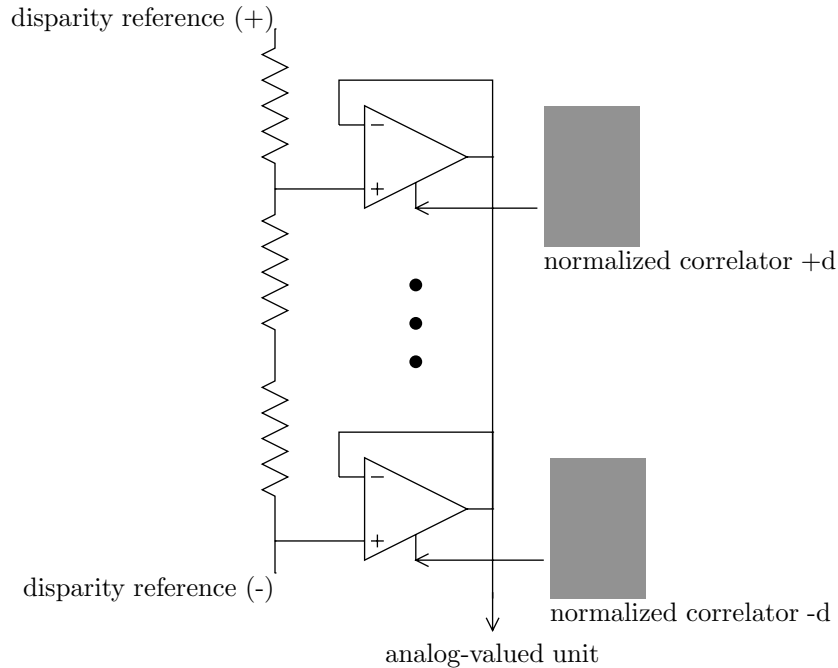 disparity reference (+)
−
+
normalized correlator +d
−
+
disparity reference (-)
normalized correlator -d
analog-valued unit